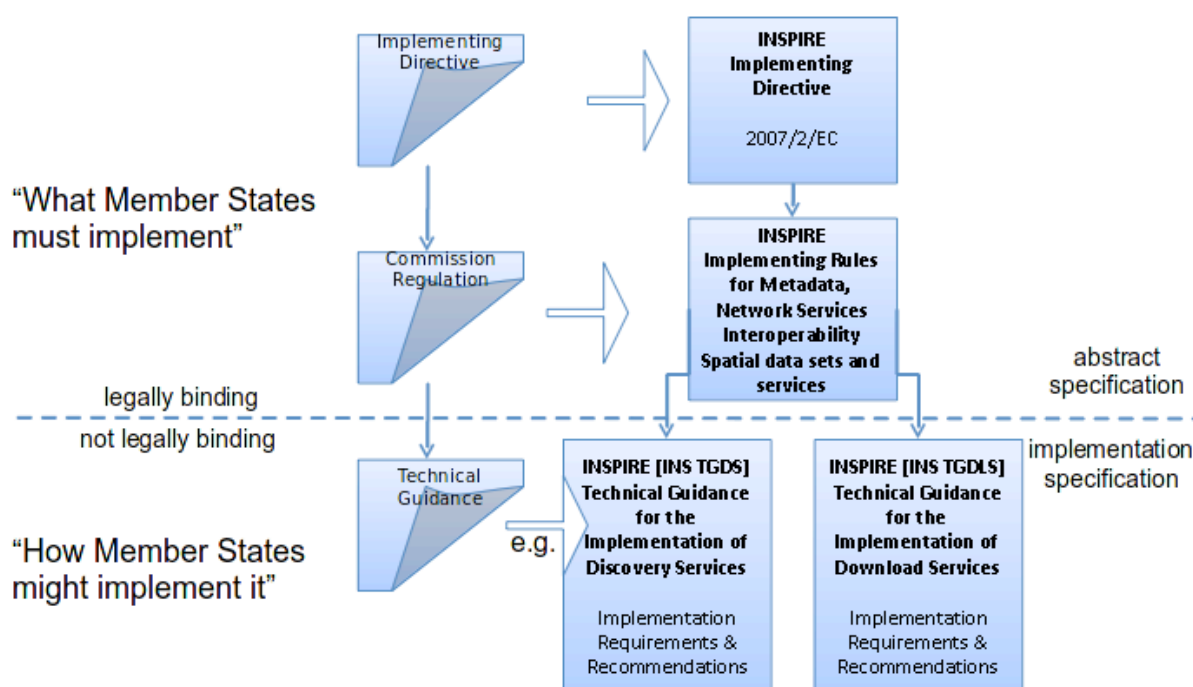 Implementing
Directive
INSPIRE
Implementing
Directive
2007/2/EC
“What Member States
must implement”
Commission
Regulation
INSPIRE
Implementing Rules
for Metadata,
Network Services
Interoperability
Spatial data sets and
services
abstract
specification
legally binding
not legally binding
implementation
specification
Technical
Guidance
e.g.
INSPIRE [INS TGDS]
Technical Guidance
for the
Implementation of
Discovery Services
Implementation
Requirements &
Recommendations
INSPIRE [INS TGDLS]
Technical Guidance
for the
Implementation of
Download Services
Implementation
Requirements &
Recommendations
“How Member States
might implement it”